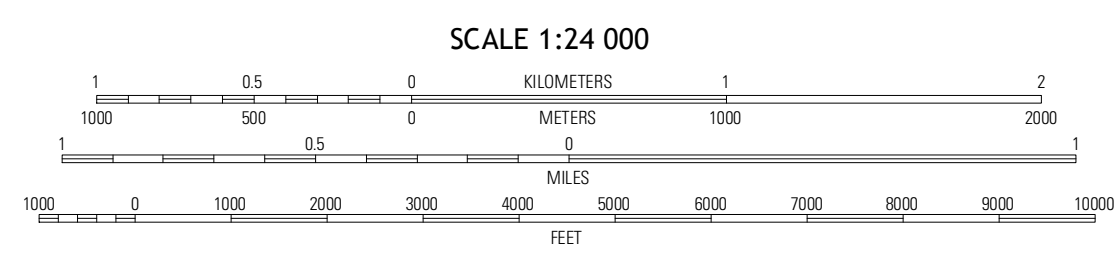 SCALE 1:24 000
1 0.5 0 KILOMETERS 1 2
1000 500 0 METERS 1000 2000
1 0.5 0 1
MILES
1000 0 1000 2000 3000 4000 5000 6000 7000 8000 9000 10000
FEET